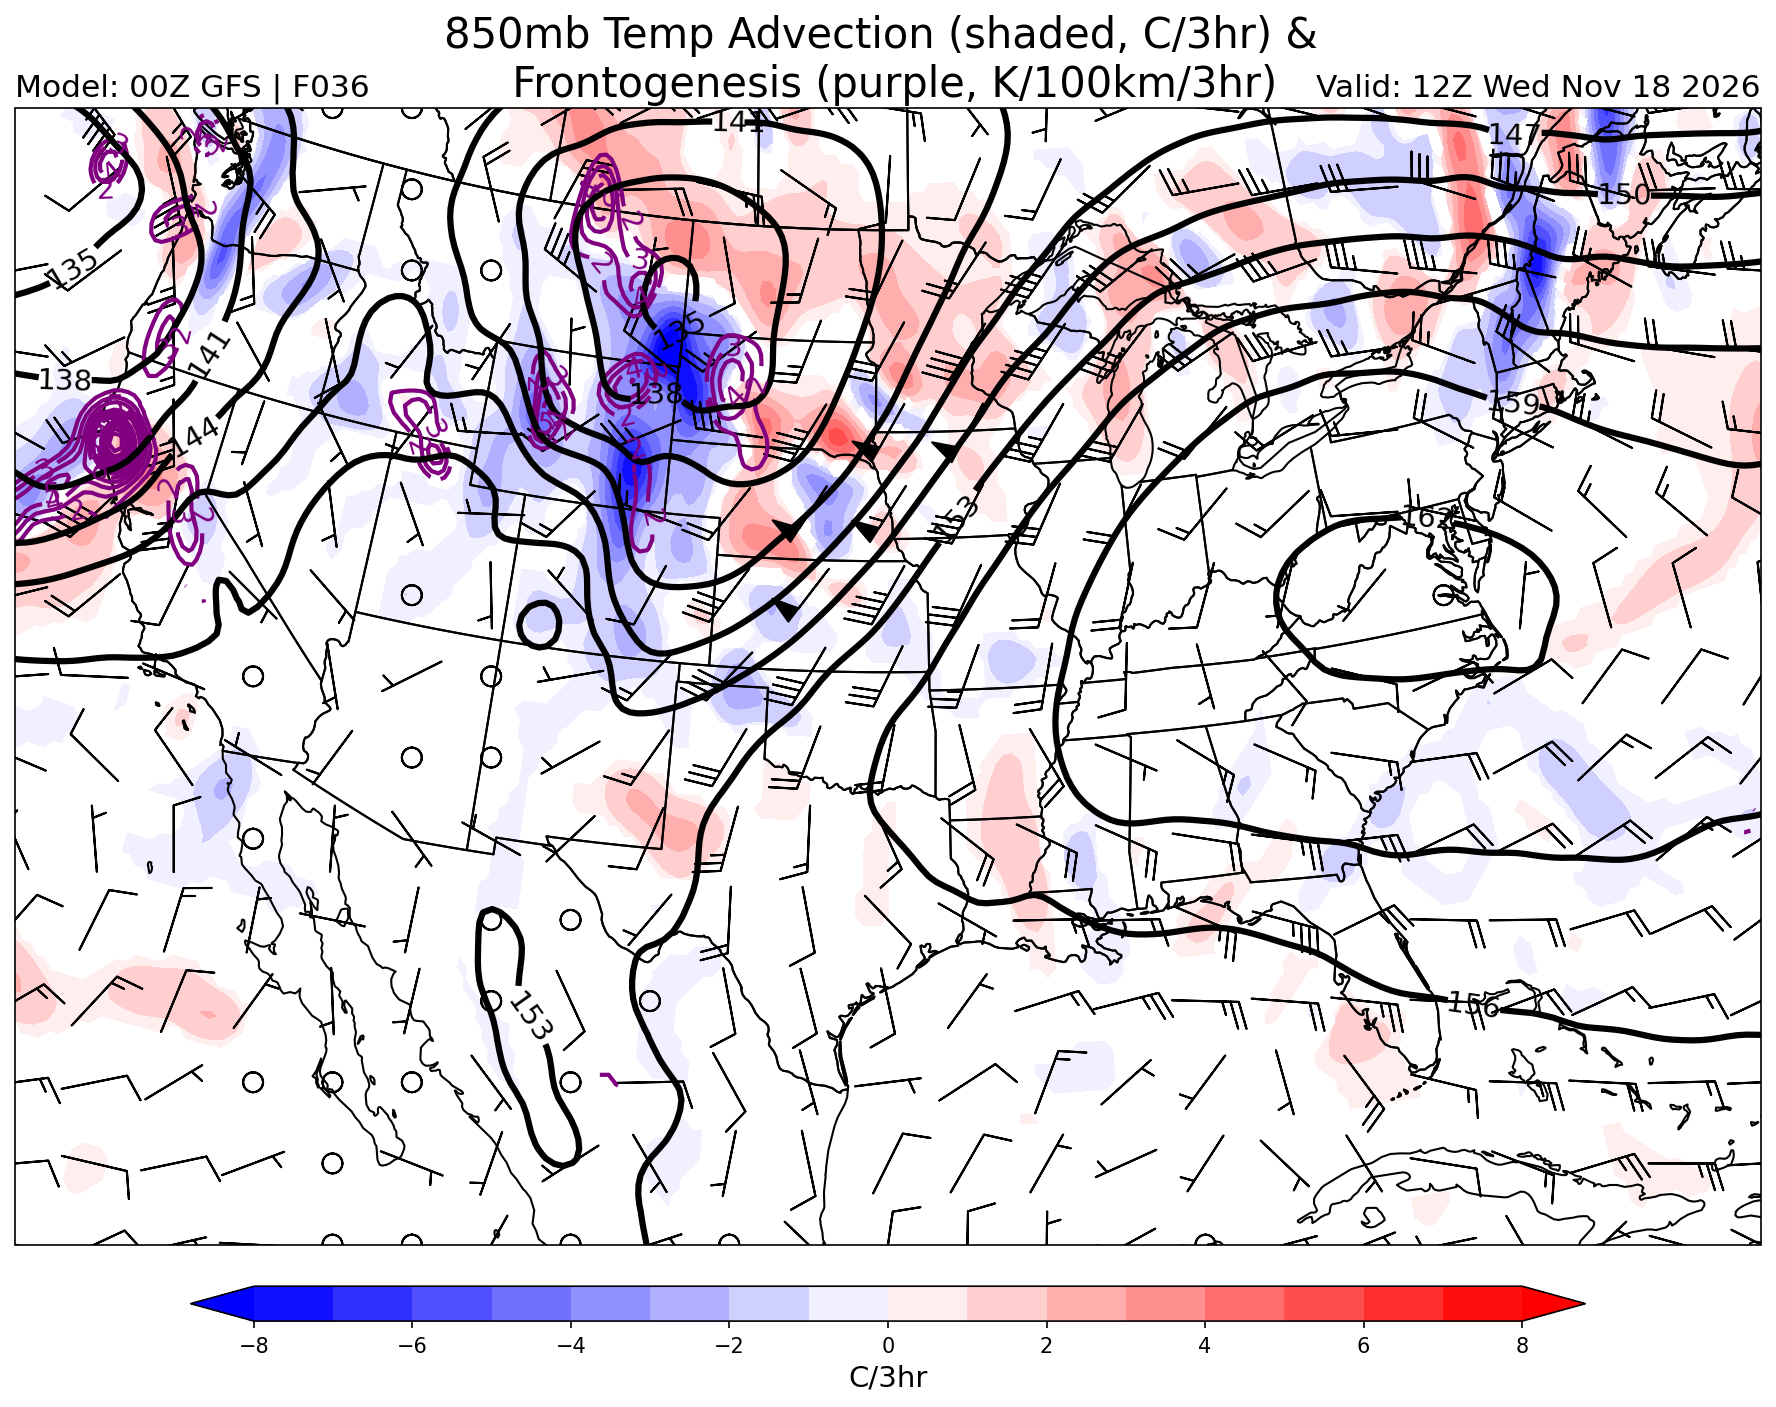 850mb Temp Advection (shaded, C/3hr) &
Frontogenesis (purple, K/100km/3hr)
Model: 00Z GFS | F036
Valid: 12Z Wed Nov 18 2026
141
147
150
135
135
141
138
138
144
159
153
162
153
156
−8 −6 −4 −2 0 2 4 6 8
C/3hr